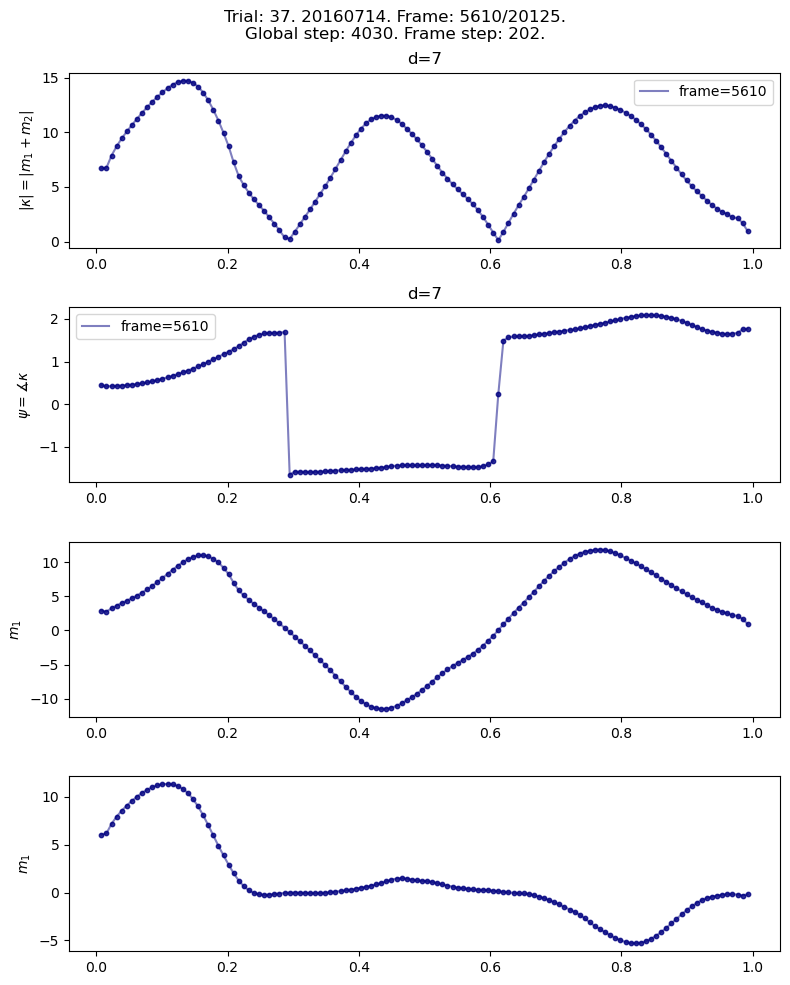 Trial: 37. 20160714. Frame: 5610/20125.
Global step: 4030. Frame step: 202.
d=7
|κ| = |m₁ + m₂|
15
10
5
0
frame=5610
0.0 0.2 0.4 0.6 0.8 1.0
d=7
ψ = ∡κ
2
1
0
−1
frame=5610
0.0 0.2 0.4 0.6 0.8 1.0
m₁
10
5
0
−5
−10
0.0 0.2 0.4 0.6 0.8 1.0
m₁
10
5
0
−5
0.0 0.2 0.4 0.6 0.8 1.0